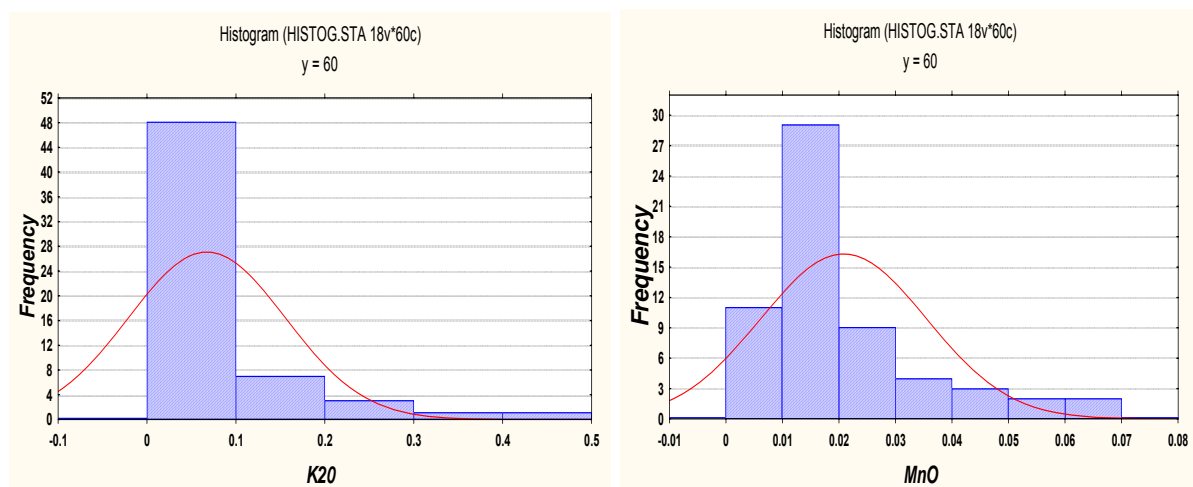 Histogram (HISTOG.STA 18v*60c)
y = 60
Frequency
52
48
44
40
36
32
28
24
20
16
12
8
4
0
-0.1 0 0.1 0.2 0.3 0.4 0.5
K20
Histogram (HISTOG.STA 18v*60c)
y = 60
Frequency
30
27
24
21
18
15
12
9
6
3
0
-0.01 0 0.01 0.02 0.03 0.04 0.05 0.06 0.07 0.08
MnO